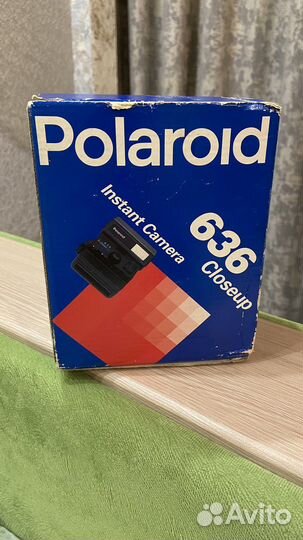 Polaroid
Instant Camera
636
Closeup
Polaroid
Avito